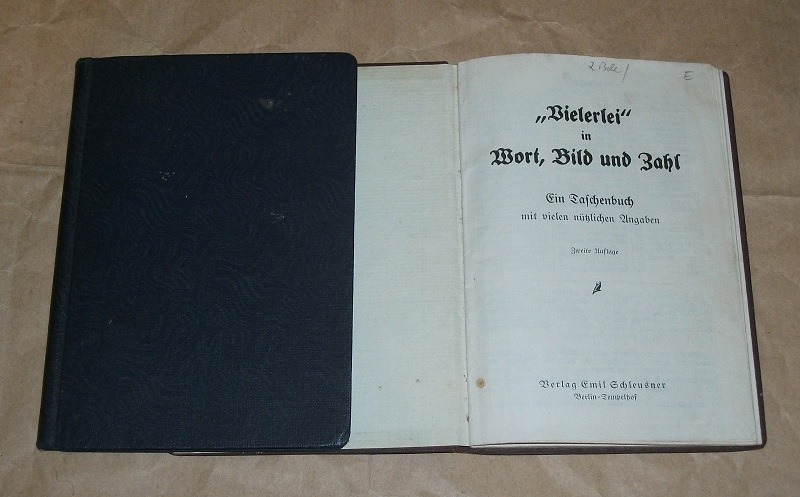 2 Bde /
E
„Vielerlei“
in
Wort, Bild und Zahl
Ein Taschenbuch
mit vielen nützlichen Angaben
Zweite Auflage
Verlag Emil Schleusner
Berlin-Tempelhof